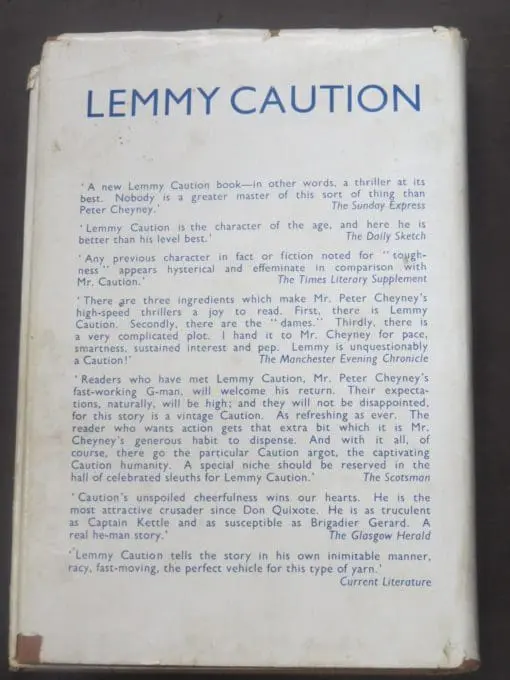 LEMMY CAUTION
' A new Lemmy Caution book—in other words, a thriller at its
best. Nobody is a greater master of this sort of thing than
Peter Cheyney.' The Sunday Express
'Lemmy Caution is the character of the age, and here he is
better than his level best.' The Daily Sketch
'Any previous character in fact or fiction noted for "tough-
ness" appears hysterical and effeminate in comparison with
Mr. Caution.' The Times Literary Supplement
'There are three ingredients which make Mr. Peter Cheyney's
high-speed thrillers a joy to read. First, there is Lemmy
Caution. Secondly, there are the "dames." Thirdly, there is
a very complicated plot. I hand it to Mr. Cheyney for pace,
smartness, sustained interest and pep. Lemmy is unquestionably
a Caution!' The Manchester Evening Chronicle
'Readers who have met Lemmy Caution, Mr. Peter Cheyney's
fast-working G-man, will welcome his return. Their expecta-
tions, naturally, will be high; and they will not be disappointed,
for this story is a vintage Caution. As refreshing as ever. The
reader who wants action gets that extra bit which it is Mr.
Cheyney's generous habit to dispense. And with it all, of
course, there go the particular Caution argot, the captivating
Caution humanity. A special niche should be reserved in the
hall of celebrated sleuths for Lemmy Caution.' The Scotsman
'Caution's unspoiled cheerfulness wins our hearts. He is the
most attractive crusader since Don Quixote. He is as truculent
as Captain Kettle and as susceptible as Brigadier Gerard. A
real he-man story.' The Glasgow Herald
'Lemmy Caution tells the story in his own inimitable manner,
racy, fast-moving, the perfect vehicle for this type of yarn.'
Current Literature